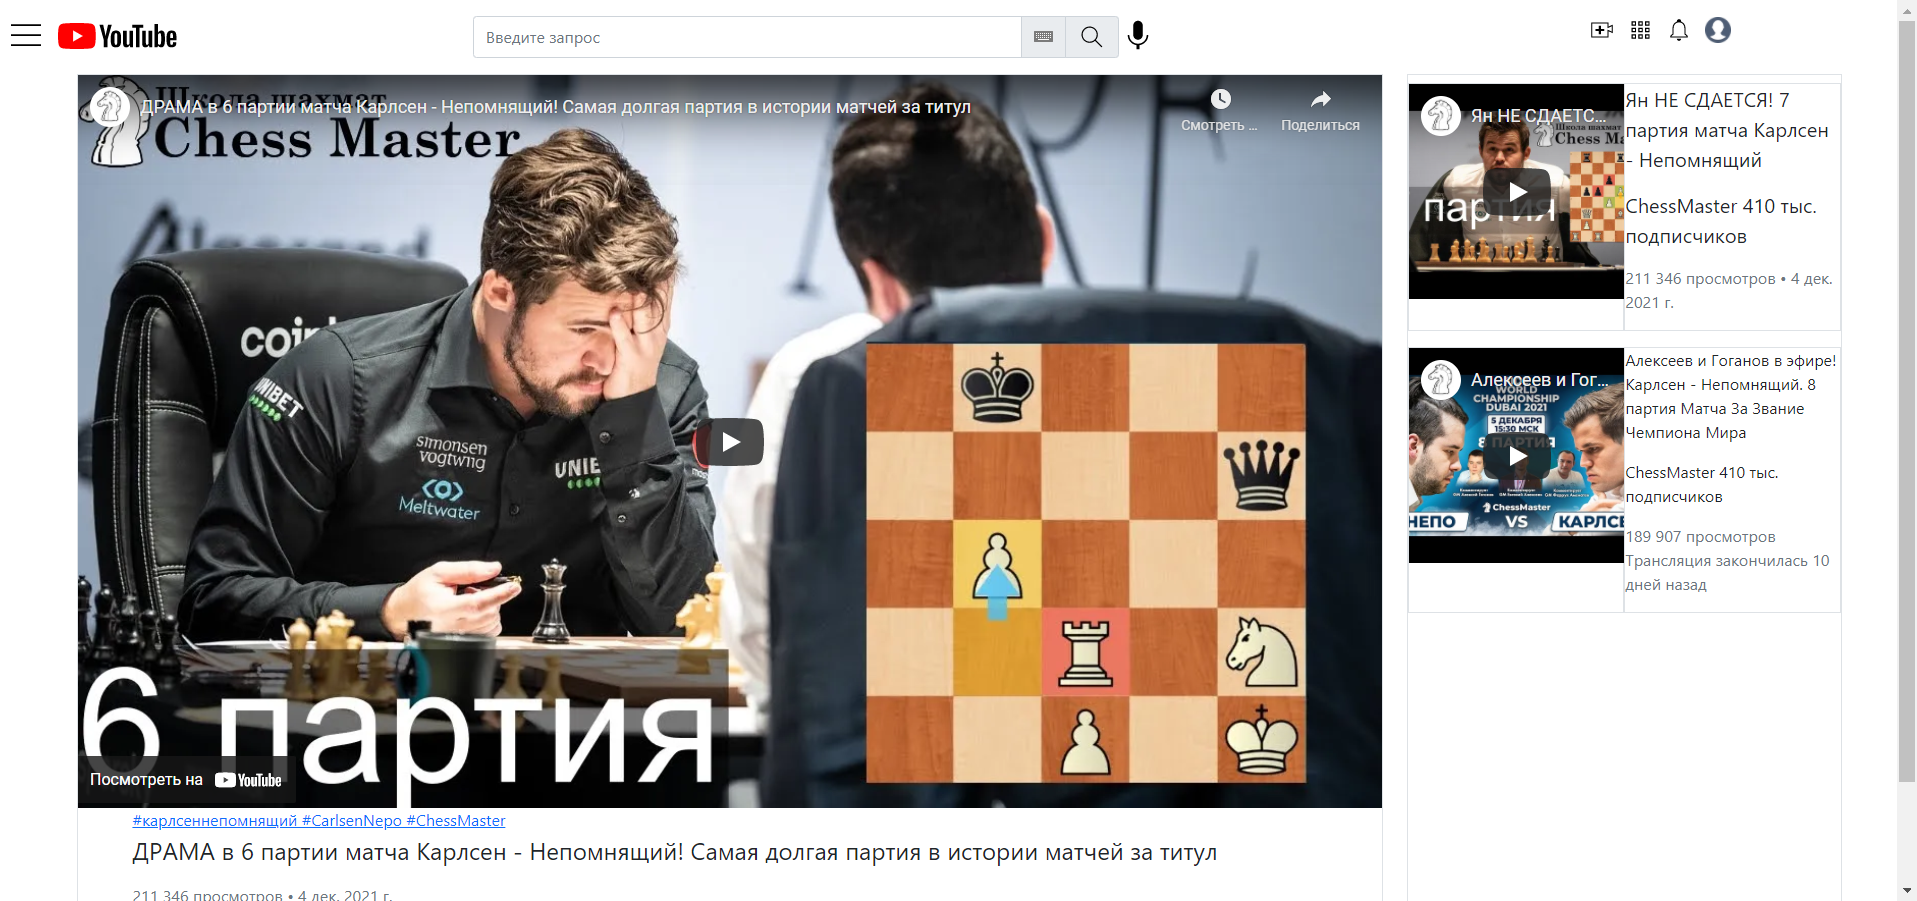 YouTube
Введите запрос
Школа шахмат
Chess Master
ДРАМА в 6 партии матча Карлсен - Непомнящий! Самая долгая партия в истории матчей за титул
Смотреть ...
Поделиться
UNIBET
simonsen
vogtwig
Meltwater
UNIE
6 партия
Посмотреть на YouTube
#карлсеннепомнящий #CarlsenNepo #ChessMaster
ДРАМА в 6 партии матча Карлсен - Непомнящий! Самая долгая партия в истории матчей за титул
211 346 просмотров • 4 дек. 2021 г.
Ян НЕ СДАЕТС...
Школа шахмат
Chess Ma
партия
Ян НЕ СДАЕТСЯ! 7
партия матча Карлсен
- Непомнящий
ChessMaster 410 тыс.
подписчиков
211 346 просмотров • 4 дек.
2021 г.
Алексеев и Гог...
WORLD
CHAMPIONSHIP
DUBAI 2021
5 ДЕКАБРЯ
15:30 МСК
8 ПАРТИЯ
ChessMaster
НЕПО VS КАРЛСЕ
Алексеев и Гоганов в эфире!
Карлсен - Непомнящий. 8
партия Матча За Звание
Чемпиона Мира
ChessMaster 410 тыс.
подписчиков
189 907 просмотров
Трансляция закончилась 10
дней назад